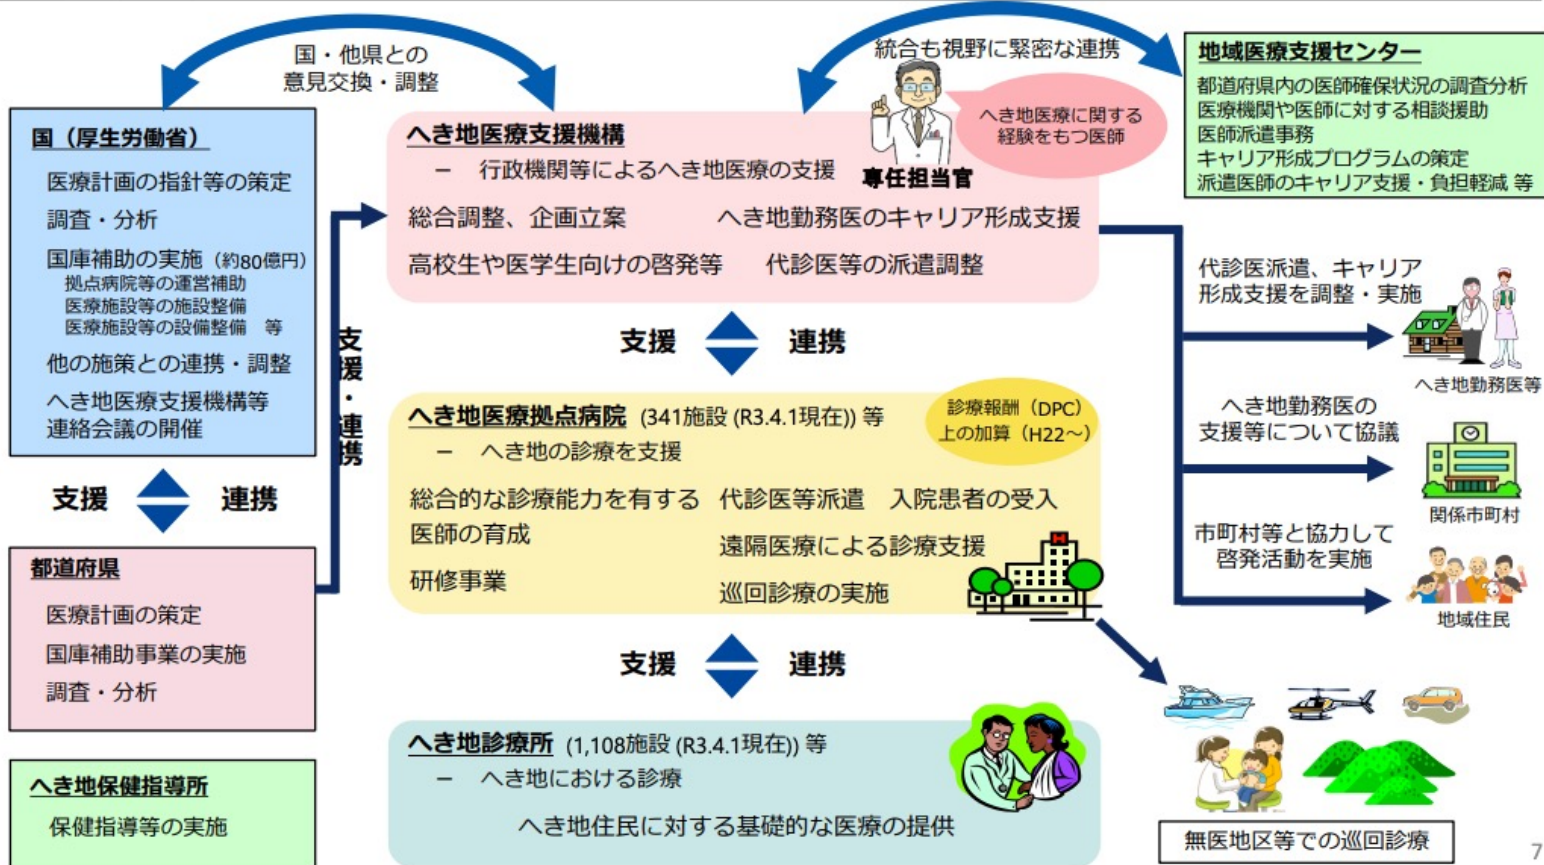 国・他県との
意見交換・調整
統合も視野に緊密な連携
地域医療支援センター
都道府県内の医師確保状況の調査分析
医療機関や医師に対する相談援助
医師派遣事務
キャリア形成プログラムの策定
派遣医師のキャリア支援・負担軽減 等
国（厚生労働省）
医療計画の指針等の策定
調査・分析
国庫補助の実施（約80億円）
拠点病院等の運営補助
医療施設等の施設整備
医療施設等の設備整備　等
他の施策との連携・調整
へき地医療支援機構等
連絡会議の開催
支援　連携
都道府県
医療計画の策定
国庫補助事業の実施
調査・分析
へき地保健指導所
保健指導等の実施
支援・連携
へき地医療支援機構
－　行政機関等によるへき地医療の支援
へき地医療に関する
経験をもつ医師
専任担当官
総合調整、企画立案　へき地勤務医のキャリア形成支援
高校生や医学生向けの啓発等　代診医等の派遣調整
支援　連携
へき地医療拠点病院 (341施設 (R3.4.1現在)) 等
－　へき地の診療を支援
診療報酬（DPC）
上の加算（H22～）
総合的な診療能力を有する
医師の育成
研修事業
代診医等派遣　入院患者の受入
遠隔医療による診療支援
巡回診療の実施
H
支援　連携
へき地診療所 (1,108施設 (R3.4.1現在)) 等
－　へき地における診療
へき地住民に対する基礎的な医療の提供
代診医派遣、キャリア
形成支援を調整・実施
へき地勤務医等
へき地勤務医の
支援等について協議
関係市町村
市町村等と協力して
啓発活動を実施
地域住民
無医地区等での巡回診療
7